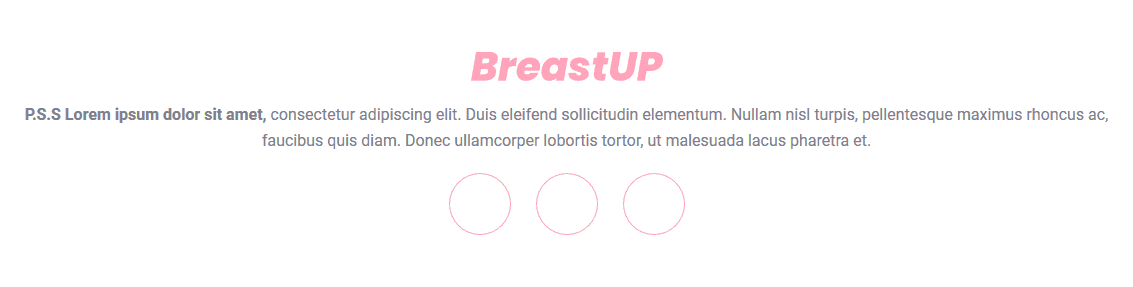 BreastUP
P.S.S Lorem ipsum dolor sit amet, consectetur adipiscing elit. Duis eleifend sollicitudin elementum. Nullam nisl turpis, pellentesque maximus rhoncus ac,
faucibus quis diam. Donec ullamcorper lobortis tortor, ut malesuada lacus pharetra et.